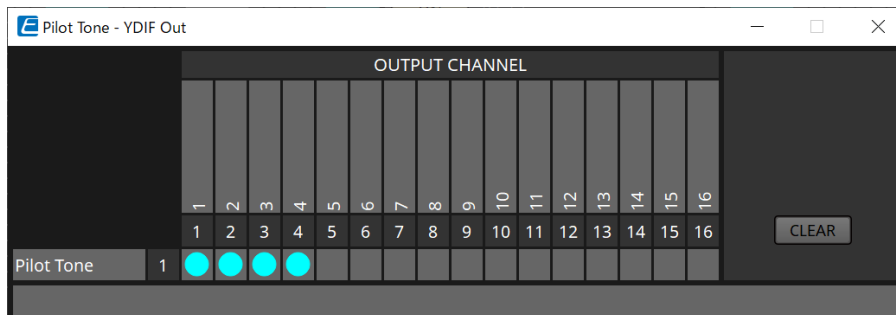 Pilot Tone - YDIF Out
OUTPUT CHANNEL
1 2 3 4 5 6 7 8 9 10 11 12 13 14 15 16
1 2 3 4 5 6 7 8 9 10 11 12 13 14 15 16
CLEAR
Pilot Tone 1